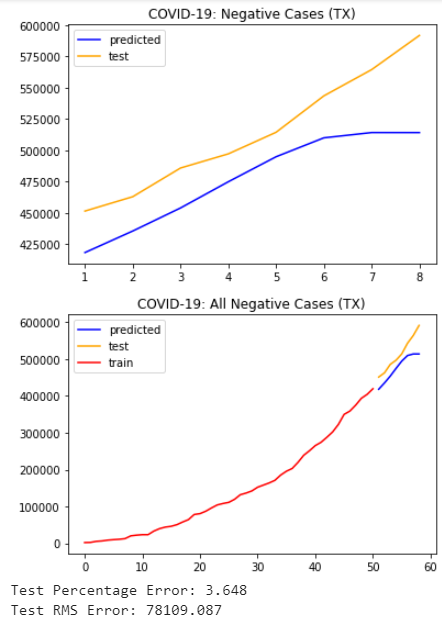 COVID-19: Negative Cases (TX)
600000
575000
550000
525000
500000
475000
450000
425000
predicted
test
1 2 3 4 5 6 7 8
COVID-19: All Negative Cases (TX)
600000
500000
400000
300000
200000
100000
0
predicted
test
train
0 10 20 30 40 50 60
Test Percentage Error: 3.648
Test RMS Error: 78109.087